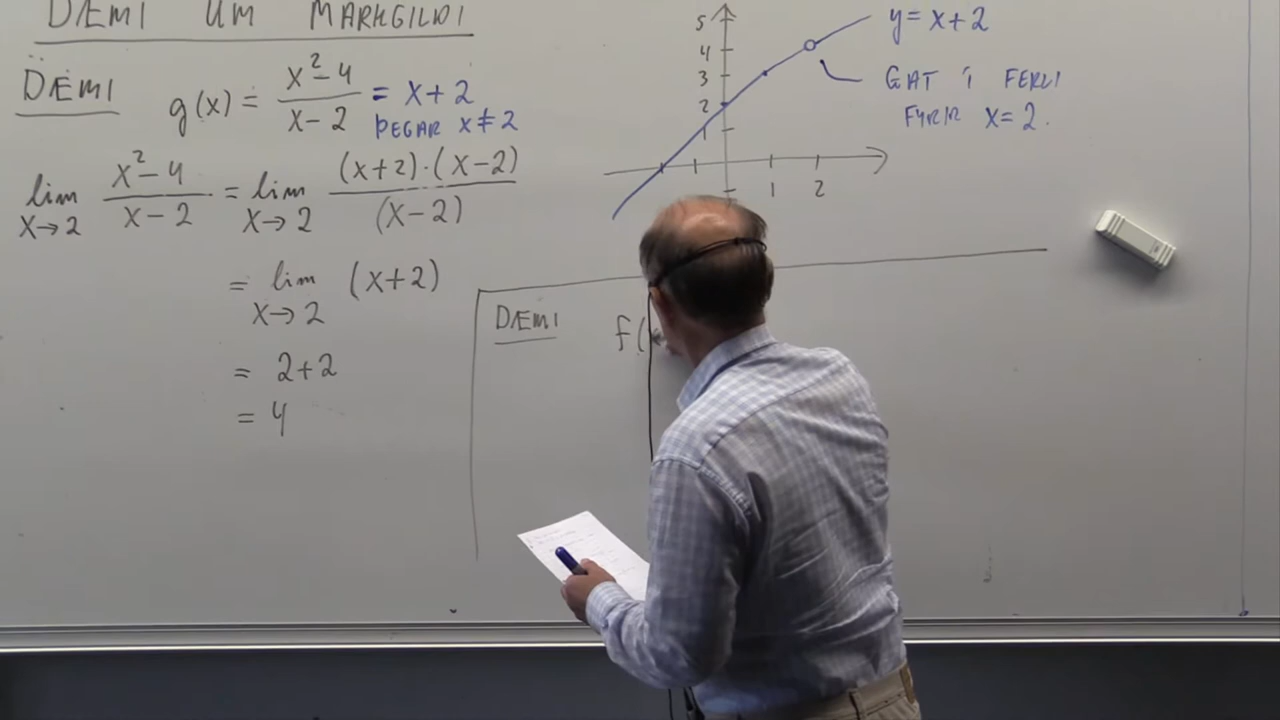 DÆMI UM MARKGILDI
DÆMI g(x) = x²-4 / x-2 = x+2
ÞEGAR x≠2
lim x→2 x²-4 / x-2 = lim x→2 (x+2)·(x-2) / (x-2)
= lim x→2 (x+2)
= 2+2
= 4
5
4
3
2
1
1 2
y = x+2
GAT Í FERLI
FYRIR x=2.
DÆMI f(